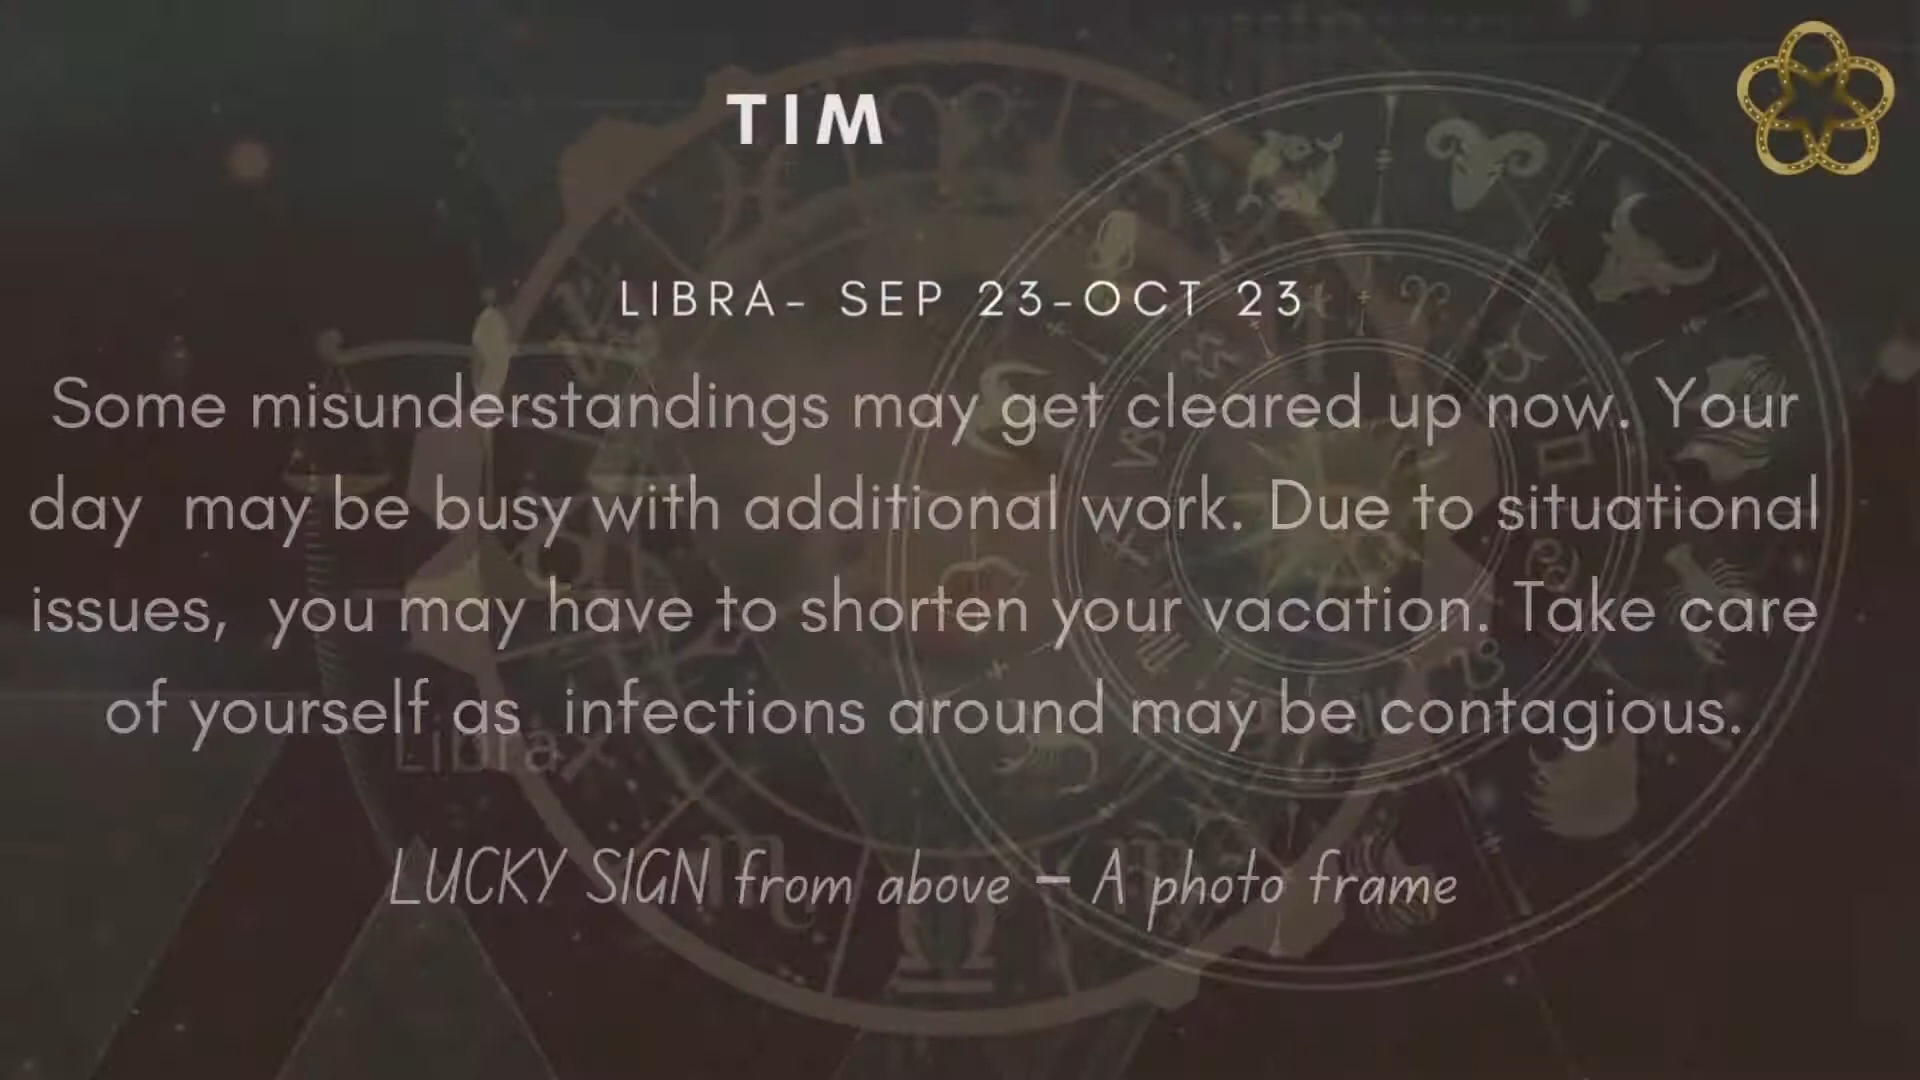 TIM
LIBRA- SEP 23-OCT 23
Some misunderstandings may get cleared up now. Your
day may be busy with additional work. Due to situational
issues, you may have to shorten your vacation. Take care
of yourself as infections around may be contagious.
Libra
LUCKY SIGN from above - A photo frame